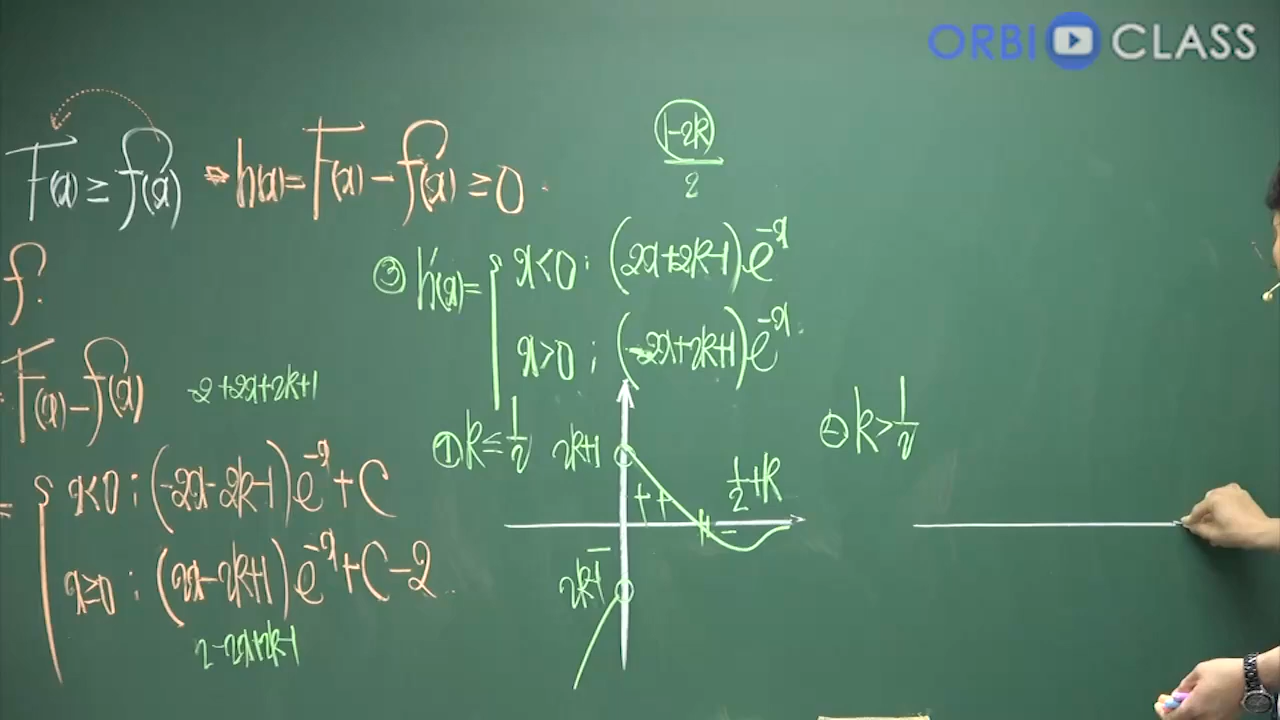 ORBI CLASS
F(x) ≥ f(x) ⇒ h(x) = F(x) - f(x) ≥ 0.
(1-2k)/2
f?
③ h'(x) = { x<0 : (2x+2k-1)e^{-x}
x>0 : (-2x+2k+1)e^{-x}.
= F(x) - f(x)
-2+2x+2k+1
= { x<0 : (-2x-2k-1)e^{-x}+C
x≥0 : (2x-2k+1)e^{-x}+C-2
2-2x+2k-1
① k ≤ 1/2
2k+1
1/2+k
+ +
-
-
2k-1
② k > 1/2